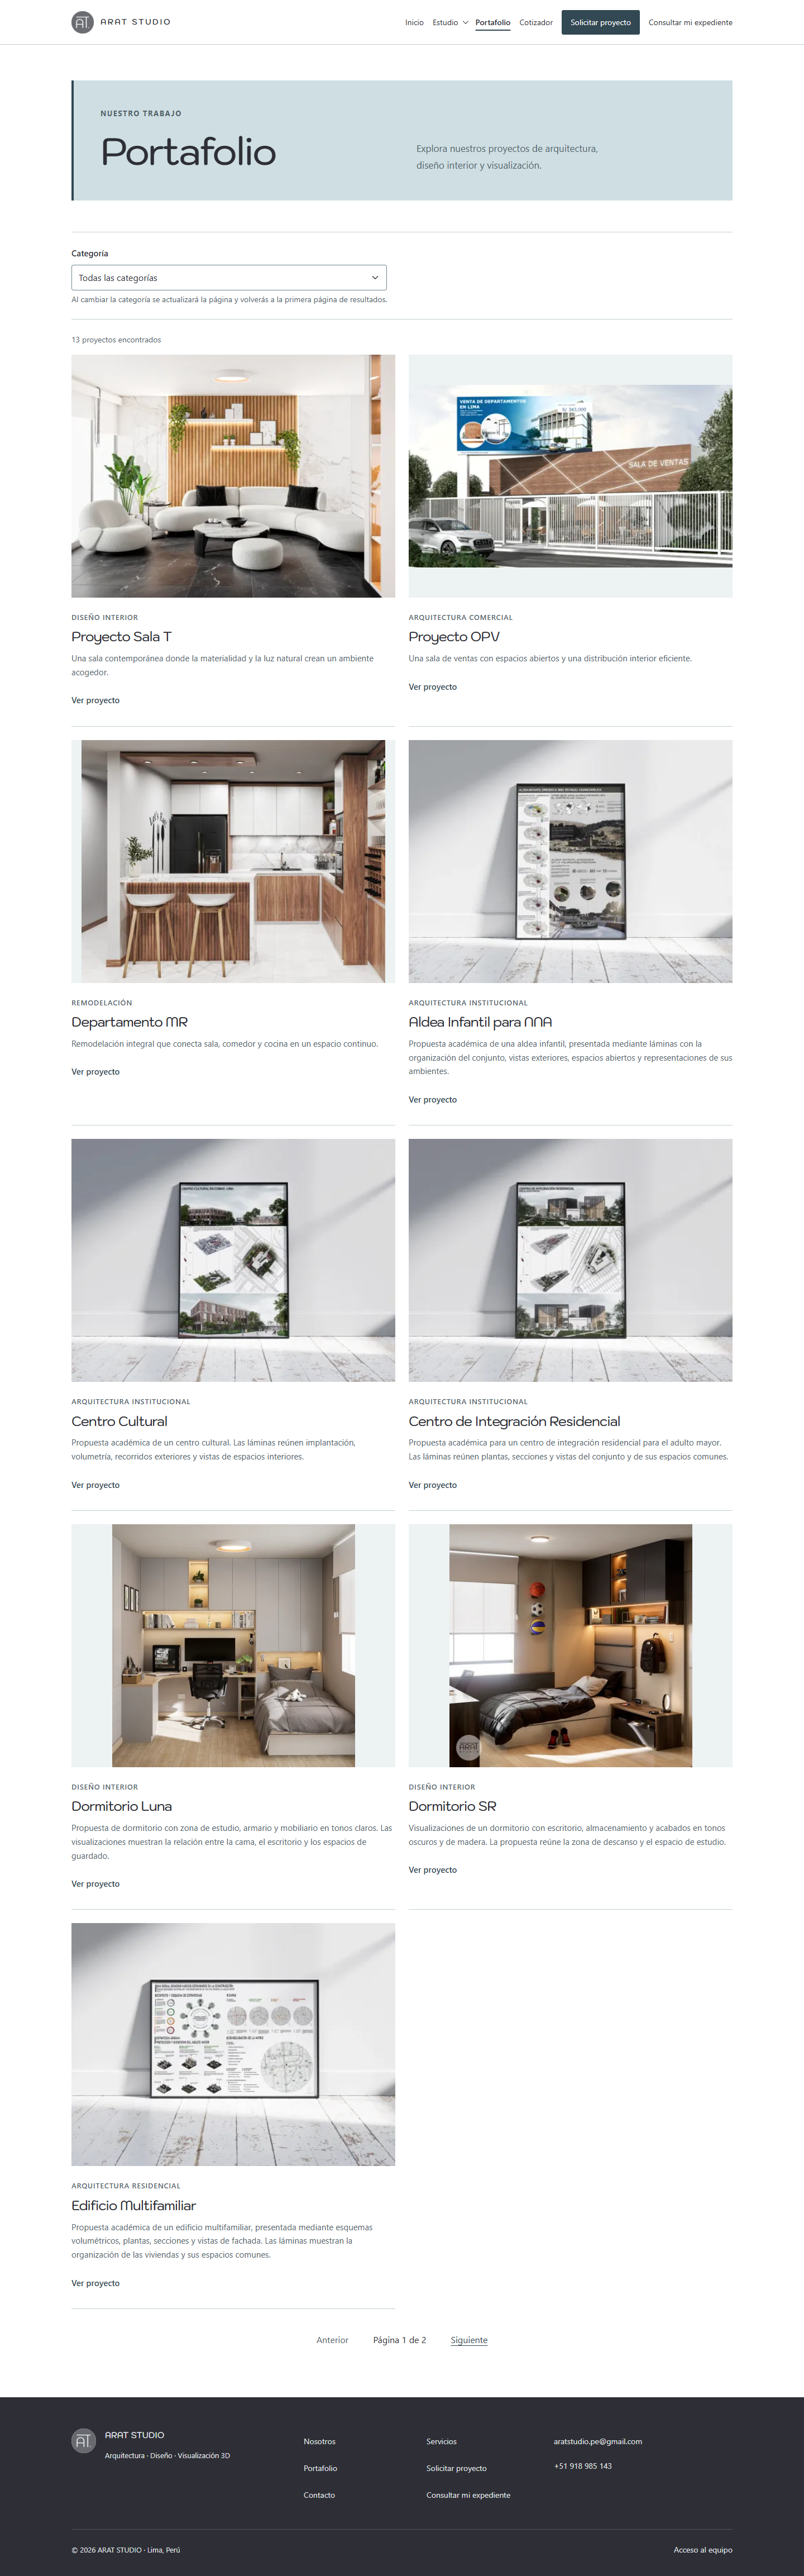 AT.
ARAT STUDIO
Inicio
Estudio
Portafolio
Cotizador
Solicitar proyecto
Consultar mi expediente
NUESTRO TRABAJO
Portafolio
Explora nuestros proyectos de arquitectura,
diseño interior y visualización.
Categoría
Todas las categorías
Al cambiar la categoría se actualizará la página y volverás a la primera página de resultados.
13 proyectos encontrados
VENTA DE DEPARTAMENTOS
EN LIMA
SALA DE VENTAS
DISEÑO INTERIOR
Proyecto Sala T
Una sala contemporánea donde la materialidad y la luz natural crean un ambiente
acogedor.
Ver proyecto
ARQUITECTURA COMERCIAL
Proyecto OPV
Una sala de ventas con espacios abiertos y una distribución interior eficiente.
Ver proyecto
REMODELACIÓN
Departamento MR
Remodelación integral que conecta sala, comedor y cocina en un espacio continuo.
Ver proyecto
ARQUITECTURA INSTITUCIONAL
Aldea Infantil para NNA
Propuesta académica de una aldea infantil, presentada mediante láminas con la
organización del conjunto, vistas exteriores, espacios abiertos y representaciones de sus
ambientes.
Ver proyecto
ARQUITECTURA INSTITUCIONAL
Centro Cultural
Propuesta académica de un centro cultural. Las láminas reúnen implantación,
volumetría, recorridos exteriores y vistas de espacios interiores.
Ver proyecto
ARQUITECTURA INSTITUCIONAL
Centro de Integración Residencial
Propuesta académica para un centro de integración residencial para el adulto mayor.
Las láminas reúnen plantas, secciones y vistas del conjunto y de sus espacios comunes.
Ver proyecto
DISEÑO INTERIOR
Dormitorio Luna
Propuesta de dormitorio con zona de estudio, armario y mobiliario en tonos claros. Las
visualizaciones muestran la relación entre la cama, el escritorio y los espacios de
guardado.
Ver proyecto
DISEÑO INTERIOR
Dormitorio SR
Visualizaciones de un dormitorio con escritorio, almacenamiento y acabados en tonos
oscuros y de madera. La propuesta reúne la zona de descanso y el espacio de estudio.
Ver proyecto
ARQUITECTURA RESIDENCIAL
Edificio Multifamiliar
Propuesta académica de un edificio multifamiliar, presentada mediante esquemas
volumétricos, plantas, secciones y vistas de fachada. Las láminas muestran la
organización de las viviendas y sus espacios comunes.
Ver proyecto
Anterior
Página 1 de 2
Siguiente
AT.
ARAT STUDIO
Arquitectura · Diseño · Visualización 3D
Nosotros
Portafolio
Contacto
Servicios
Solicitar proyecto
Consultar mi expediente
aratstudio.pe@gmail.com
+51 918 985 143
© 2026 ARAT STUDIO · Lima, Perú
Acceso al equipo